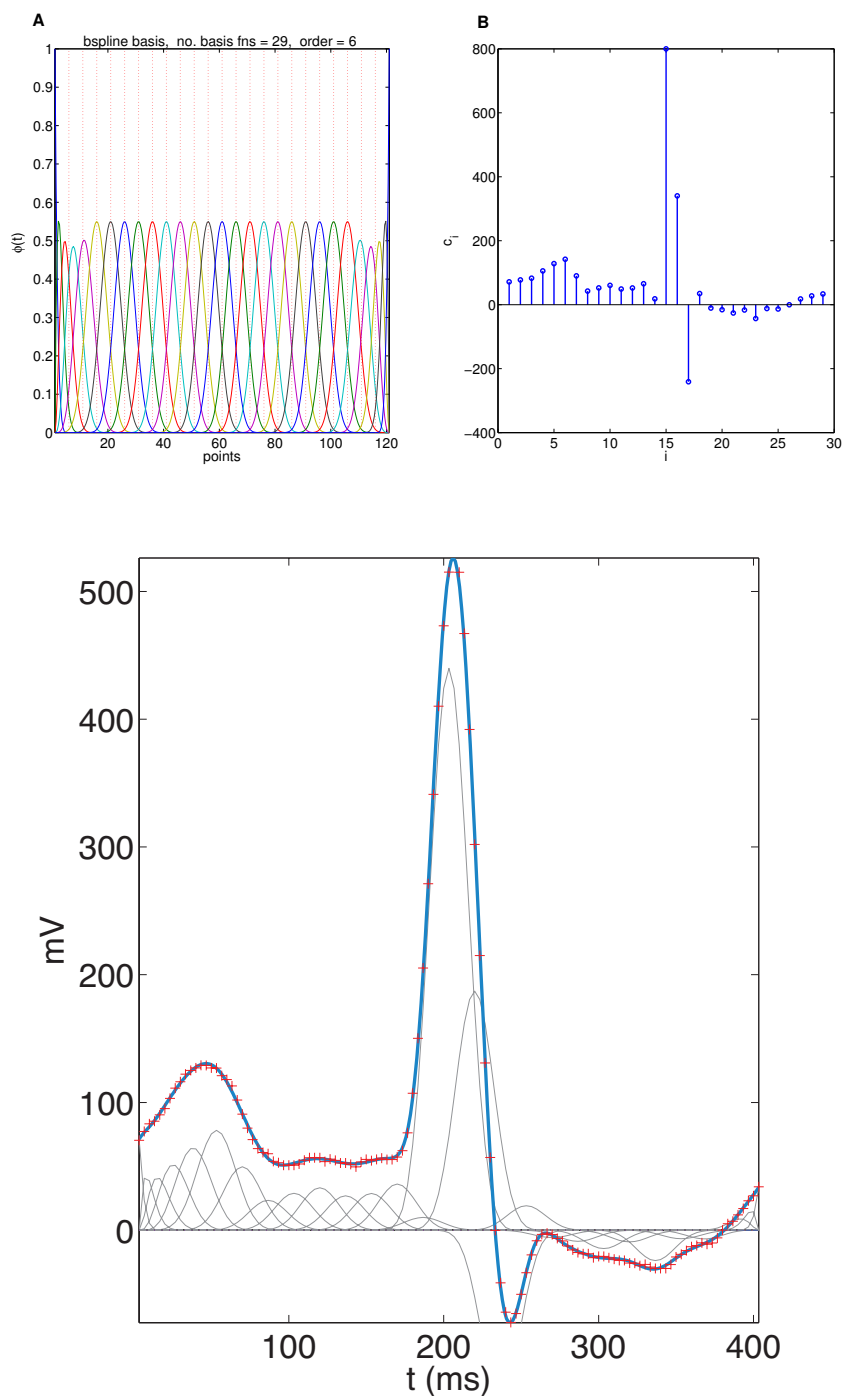 A
bspline basis, no. basis fns = 29, order = 6
1
0.9
0.8
0.7
0.6
0.5
0.4
0.3
0.2
0.1
0
ϕ(t)
20 40 60 80 100 120
points
B
800
600
400
200
0
−200
−400
c_i
0 5 10 15 20 25 30
i
500
400
300
200
100
0
mV
100 200 300 400
t (ms)